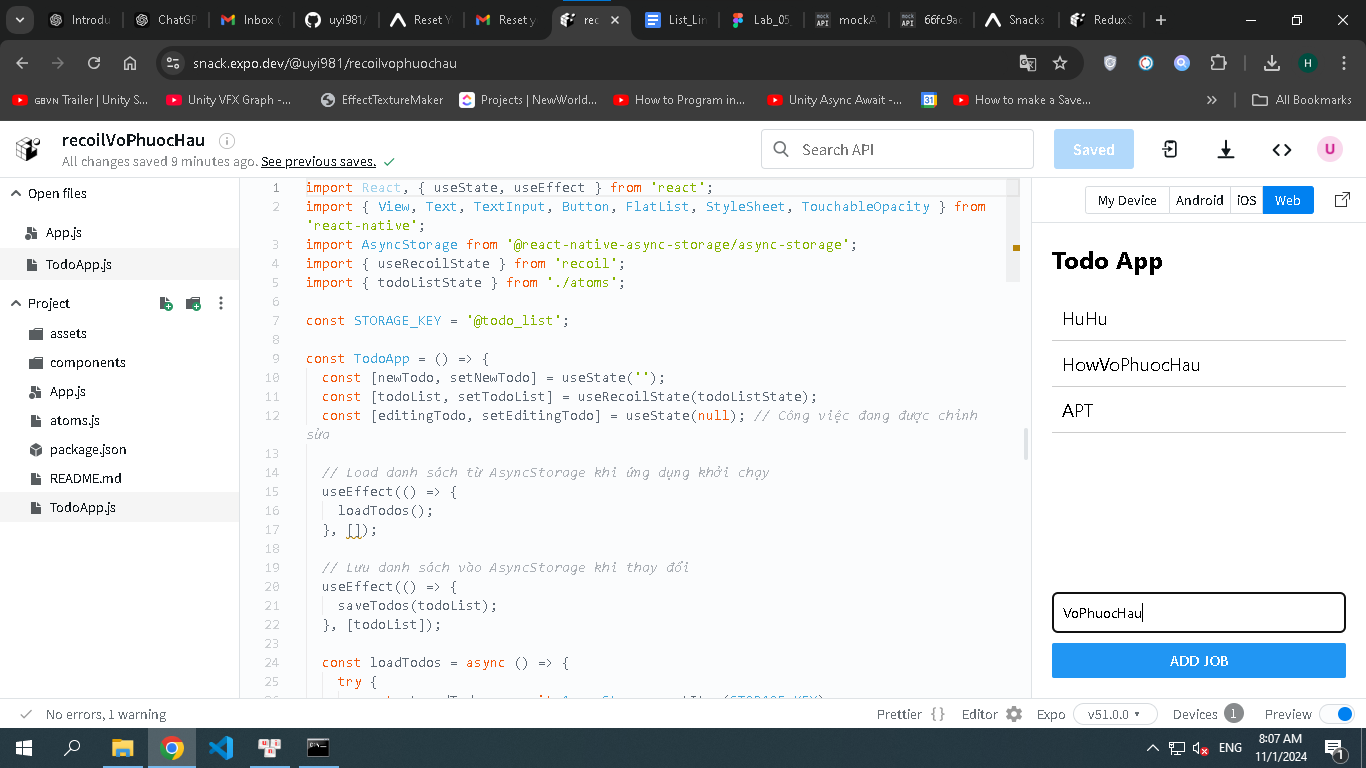 Introdu
ChatGP
Inbox (
uyi981/
Reset Y
Reset y
rec
List_Lin
Lab_05_
mockA
66fc9ac
Snacks
ReduxS
snack.expo.dev/@uyi981/recoilvophuochau
GBVN Trailer | Unity S...
Unity VFX Graph -...
EffectTextureMaker
Projects | NewWorld...
How to Program in...
Unity Async Await -...
31
How to make a Save...
»
All Bookmarks
recoilVoPhuocHau
All changes saved 9 minutes ago. See previous saves.
Search API
Saved
U
H
Open files
App.js
TodoApp.js
Project
assets
components
App.js
atoms.js
package.json
README.md
TodoApp.js
1 import React, { useState, useEffect } from 'react';
2 import { View, Text, TextInput, Button, FlatList, StyleSheet, TouchableOpacity } from
'react-native';
3 import AsyncStorage from '@react-native-async-storage/async-storage';
4 import { useRecoilState } from 'recoil';
5 import { todoListState } from './atoms';
6
7 const STORAGE_KEY = '@todo_list';
8
9 const TodoApp = () => {
10 const [newTodo, setNewTodo] = useState('');
11 const [todoList, setTodoList] = useRecoilState(todoListState);
12 const [editingTodo, setEditingTodo] = useState(null); // Công việc đang được chỉnh
sửa
13
14 // Load danh sách từ AsyncStorage khi ứng dụng khởi chạy
15 useEffect(() => {
16 loadTodos();
17 }, []);
18
19 // Lưu danh sách vào AsyncStorage khi thay đổi
20 useEffect(() => {
21 saveTodos(todoList);
22 }, [todoList]);
23
24 const loadTodos = async () => {
25 try {
My Device
Android
iOS
Web
Todo App
HuHu
HowVoPhuocHau
APT
VoPhuocHau
ADD JOB
No errors, 1 warning
Prettier { }
Editor
Expo
v51.0.0
Devices 1
Preview
ENG
8:07 AM
11/1/2024
1